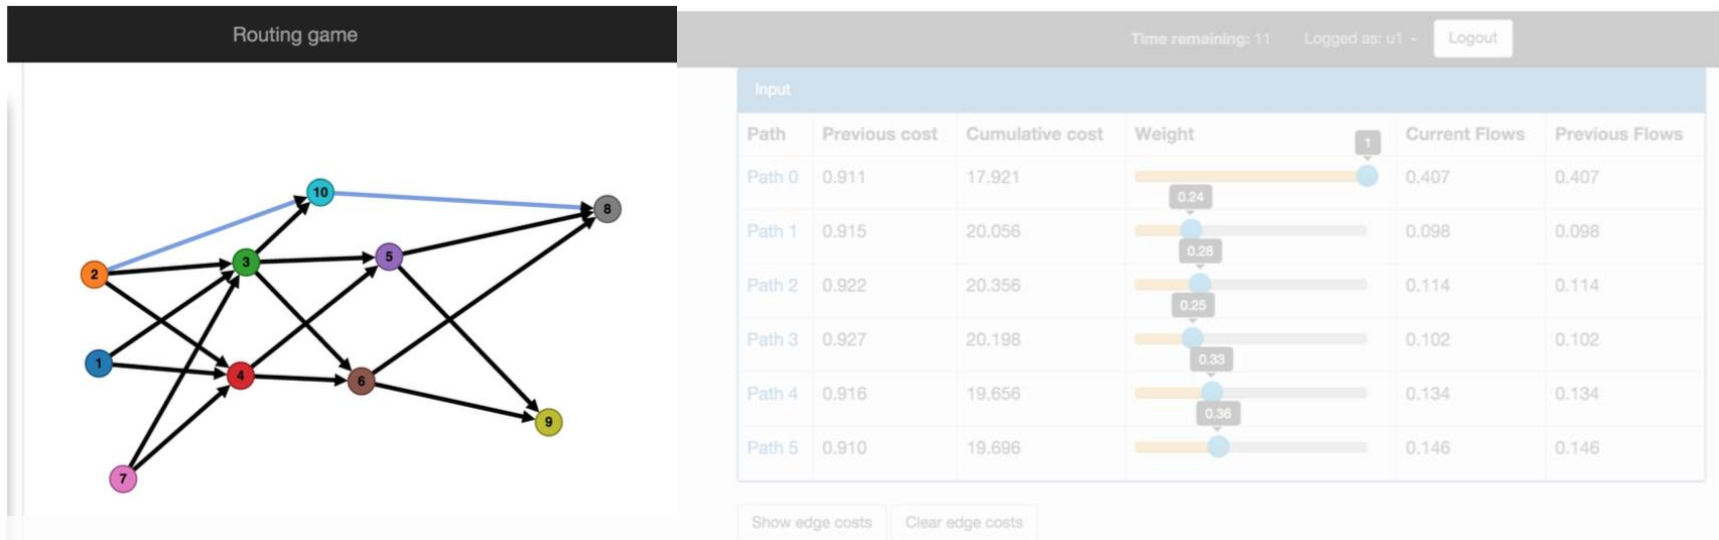 Routing game
Time remaining: 11 Logged as: u1 Logout
Input
Path Previous cost Cumulative cost Weight Current Flows Previous Flows
1
Path 0 0.911 17.921 0.407 0.407
0.24
Path 1 0.915 20.056 0.098 0.098
0.28
Path 2 0.922 20.356 0.114 0.114
0.25
Path 3 0.927 20.198 0.102 0.102
0.33
Path 4 0.916 19.656 0.134 0.134
0.36
Path 5 0.910 19.696 0.146 0.146
Show edge costs Clear edge costs
10
8
5
3
2
1
4
6
9
7